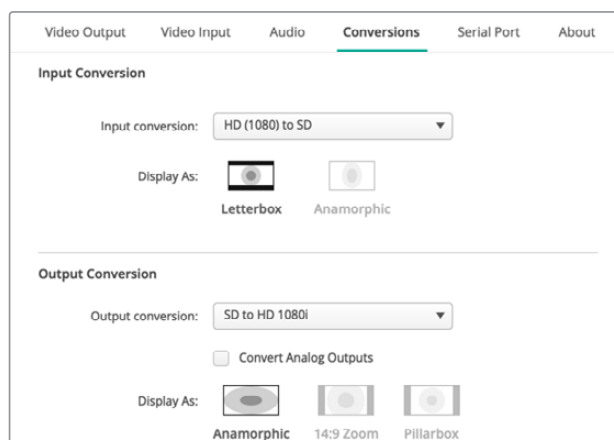 Video Output Video Input Audio Conversions Serial Port About
Input Conversion
Input conversion: HD (1080) to SD
Display As:
Letterbox Anamorphic
Output Conversion
Output conversion: SD to HD 1080i
Convert Analog Outputs
Display As:
Anamorphic 14:9 Zoom Pillarbox